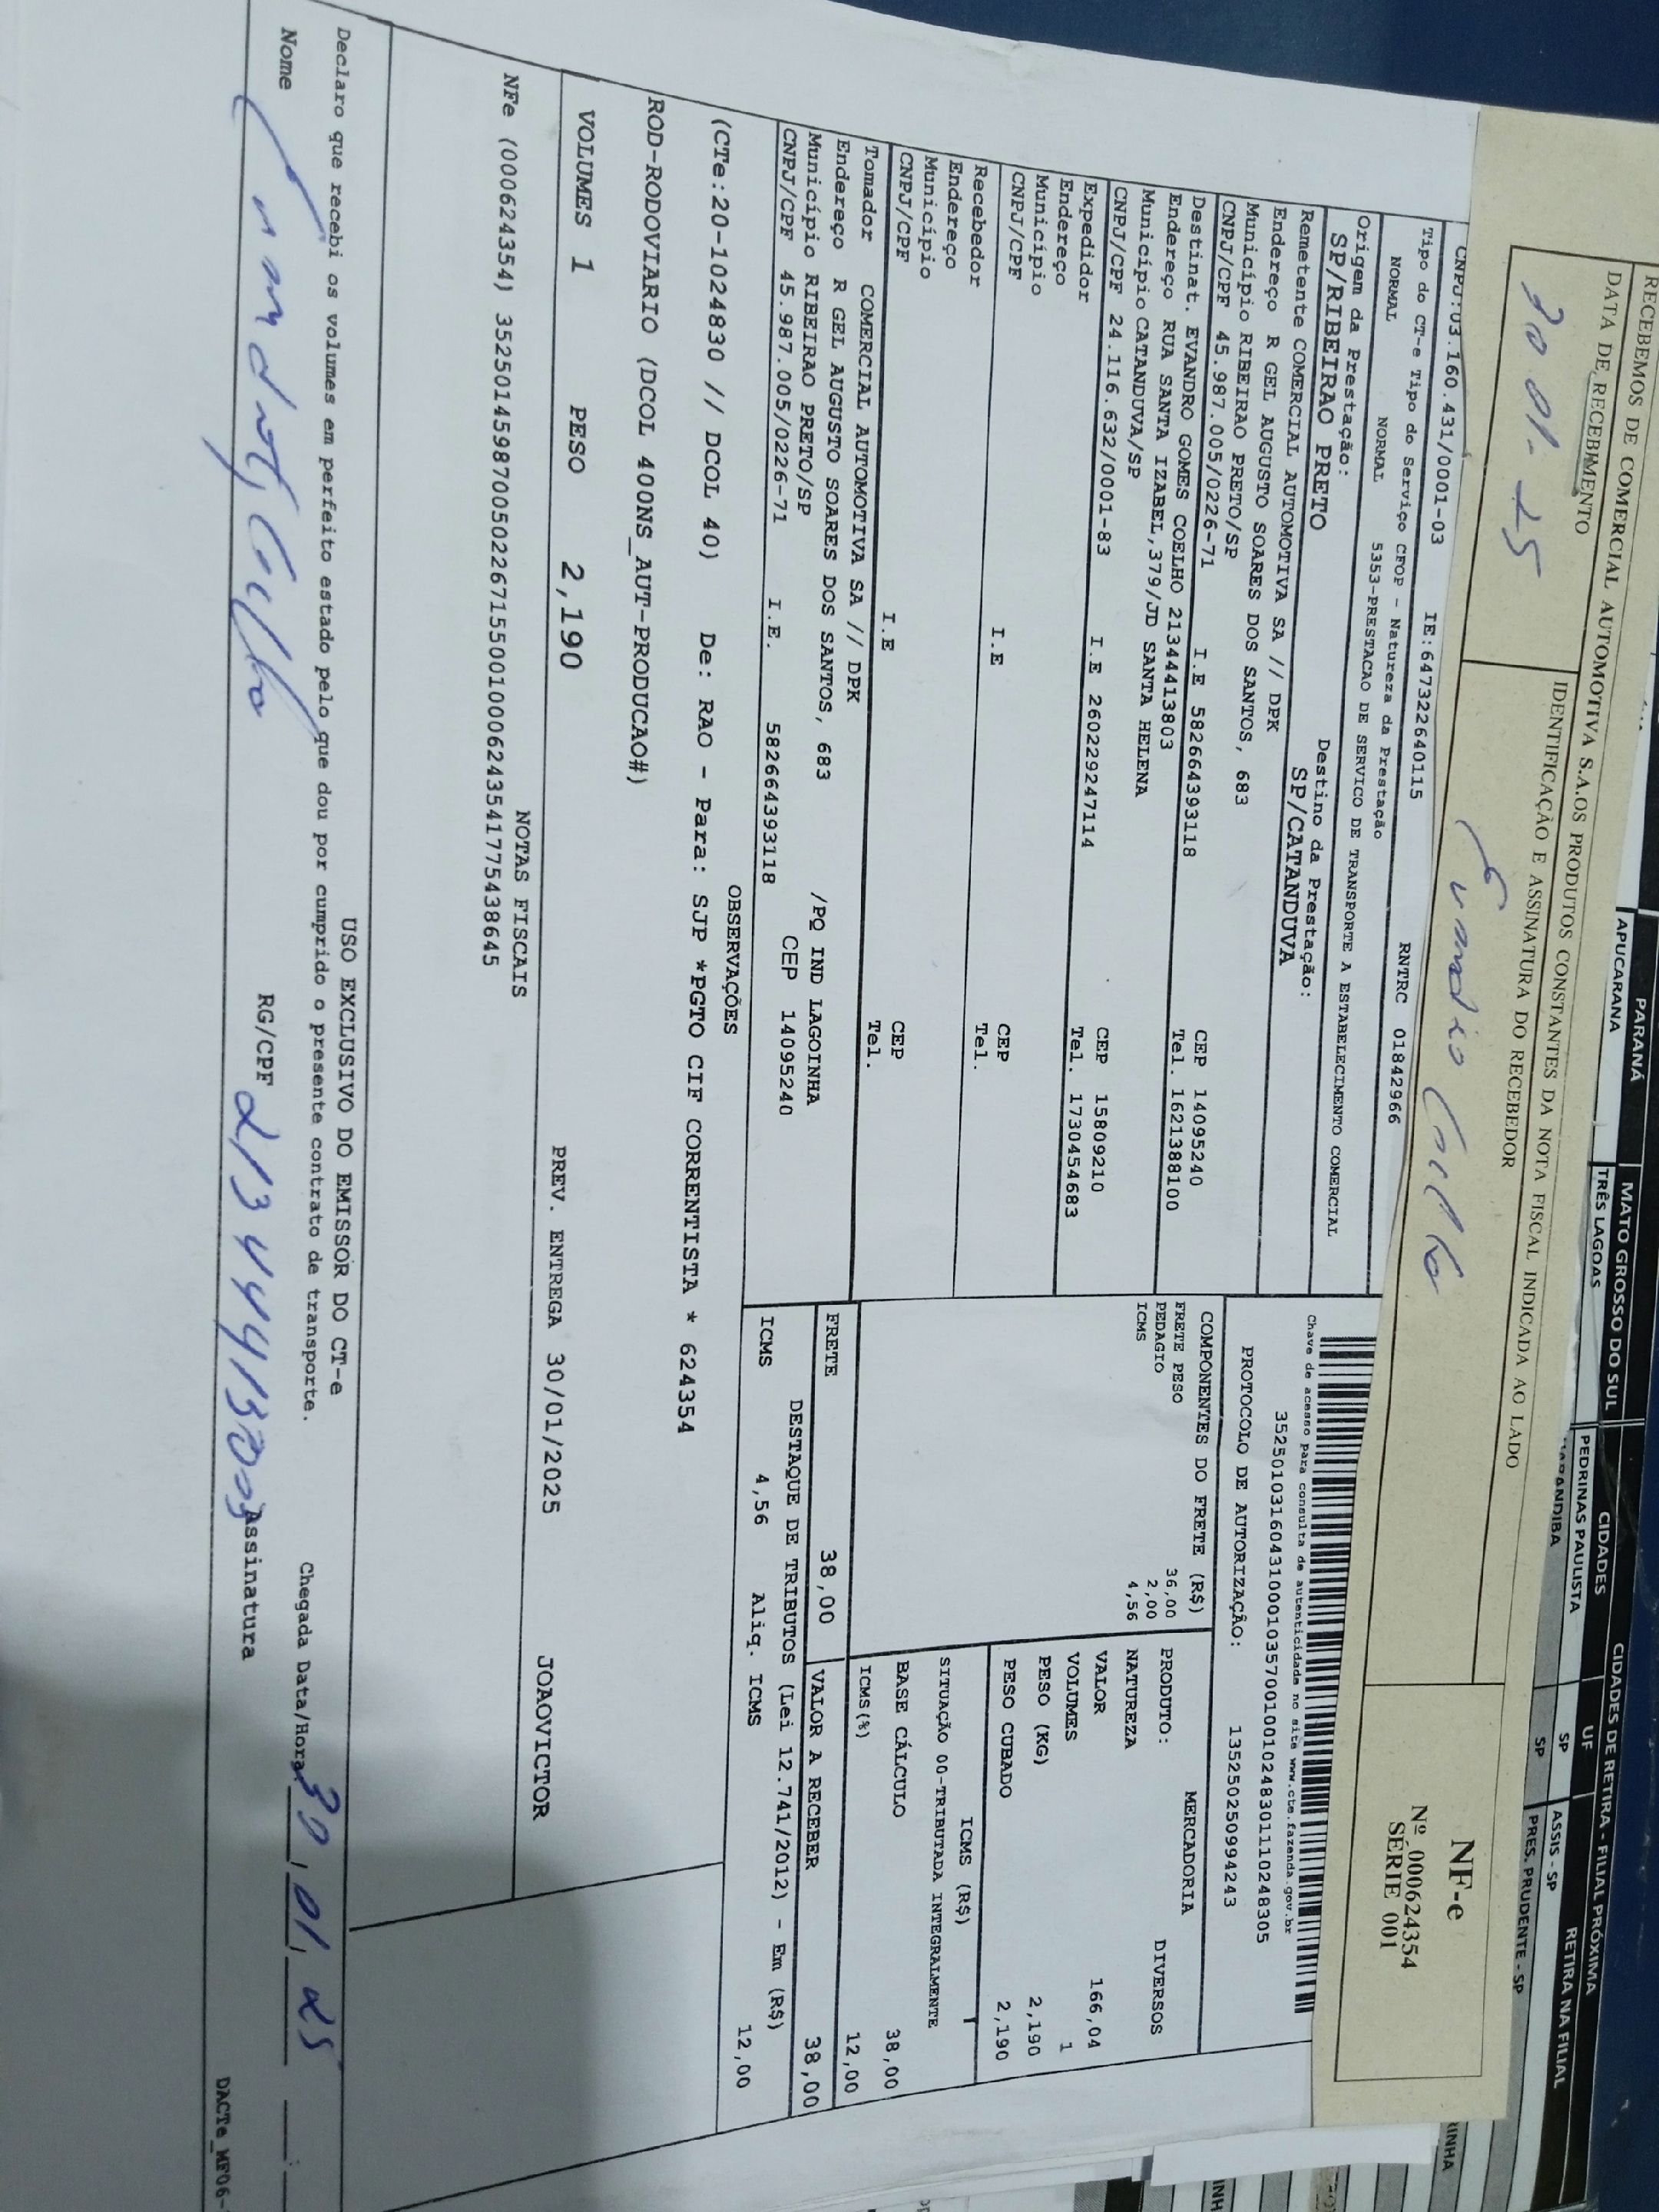 RECEBEMOS DE COMERCIAL AUTOMOTIVA S.A.OS PRODUTOS CONSTANTES DA NOTA FISCAL INDICADA AO LADO
DATA DE RECEBIMENTO
IDENTIFICAÇÃO E ASSINATURA DO RECEBEDOR
30 01 - 25
NF-e
Nº 000624354
SÉRIE 001
PARANÁ
APUCARANA
MATO GROSSO DO SUL
TRÊS LAGOAS
CIDADES DE RETIRA - FILIAL PRÓXIMA
CIDADES
UF
RETIRA NA FILIAL
PEDRINAS PAULISTA
SP
ASSIS - SP
SP
PRES. PRUDENTE - SP
CNPJ:03.160.431/0001-03
IE:647322640115
RNTRC 01842966
Tipo do CT-e Tipo do Serviço CFOP - Natureza da Prestação
NORMAL NORMAL 5353-PRESTACAO DE SERVICO DE TRANSPORTE A ESTABELECIMENTO COMERCIAL
Origem da Prestação: Destino da Prestação:
SP/RIBEIRAO PRETO SP/CATANDUVA
Remetente COMERCIAL AUTOMOTIVA SA // DPK
Endereço R GEL AUGUSTO SOARES DOS SANTOS, 683
Município RIBEIRAO PRETO/SP CEP 14095240
CNPJ/CPF 45.987.005/0226-71 I.E 582664393118 Tel. 1621388100
Destinat. EVANDRO GOMES COELHO 21344413803
Endereço RUA SANTA IZABEL,379/JD SANTA HELENA
Município CATANDUVA/SP CEP 15809210
CNPJ/CPF 24.116.632/0001-83 I.E 260229247114 Tel. 1730454683
Expedidor
Endereço
Município CEP
CNPJ/CPF I.E Tel.
Recebedor
Endereço
Município CEP
CNPJ/CPF I.E Tel.
Tomador COMERCIAL AUTOMOTIVA SA // DPK
Endereço R GEL AUGUSTO SOARES DOS SANTOS, 683 /PQ IND LAGOINHA
Município RIBEIRAO PRETO/SP CEP 14095240
CNPJ/CPF 45.987.005/0226-71 I.E. 582664393118
Chave de acesso para consulta de autenticidade no site www.cte.fazenda.gov.br
35250103160431000103570010010248301110248305
PROTOCOLO DE AUTORIZAÇÃO: 135250250994243
COMPONENTES DO FRETE (R$)
FRETE PESO 36,00
PEDAGIO 2,00
ICMS 4,56
MERCADORIA
PRODUTO: DIVERSOS
NATUREZA
VALOR 166,04
VOLUMES 1
PESO (KG) 2,190
PESO CUBADO 2,190
ICMS (R$)
SITUAÇÃO 00-TRIBUTADA INTEGRALMENTE
BASE CÁLCULO 38,00
ICMS(%) 12,00
FRETE 38,00 VALOR A RECEBER 38,00
DESTAQUE DE TRIBUTOS (Lei 12.741/2012) - Em (R$)
ICMS 4,56 Aliq. ICMS 12,00
OBSERVAÇÕES
(CTe:20-1024830 // DCOL 40) De: RAO - Para: SJP *PGTO CIF CORRENTISTA * 624354
ROD-RODOVIARIO (DCOL 400NS_AUT-PRODUCAO#)
VOLUMES 1 PESO 2,190 PREV. ENTREGA 30/01/2025 JOAOVICTOR
NOTAS FISCAIS
NFe (000624354) 35250145987005022671550010006243541775438645
USO EXCLUSIVO DO EMISSOR DO CT-e
Declaro que recebi os volumes em perfeito estado pelo que dou por cumprido o presente contrato de transporte.
Chegada Data/Hora 30, 01, 25
Nome RG/CPF 21344413803 Assinatura
DACTe_MF06-